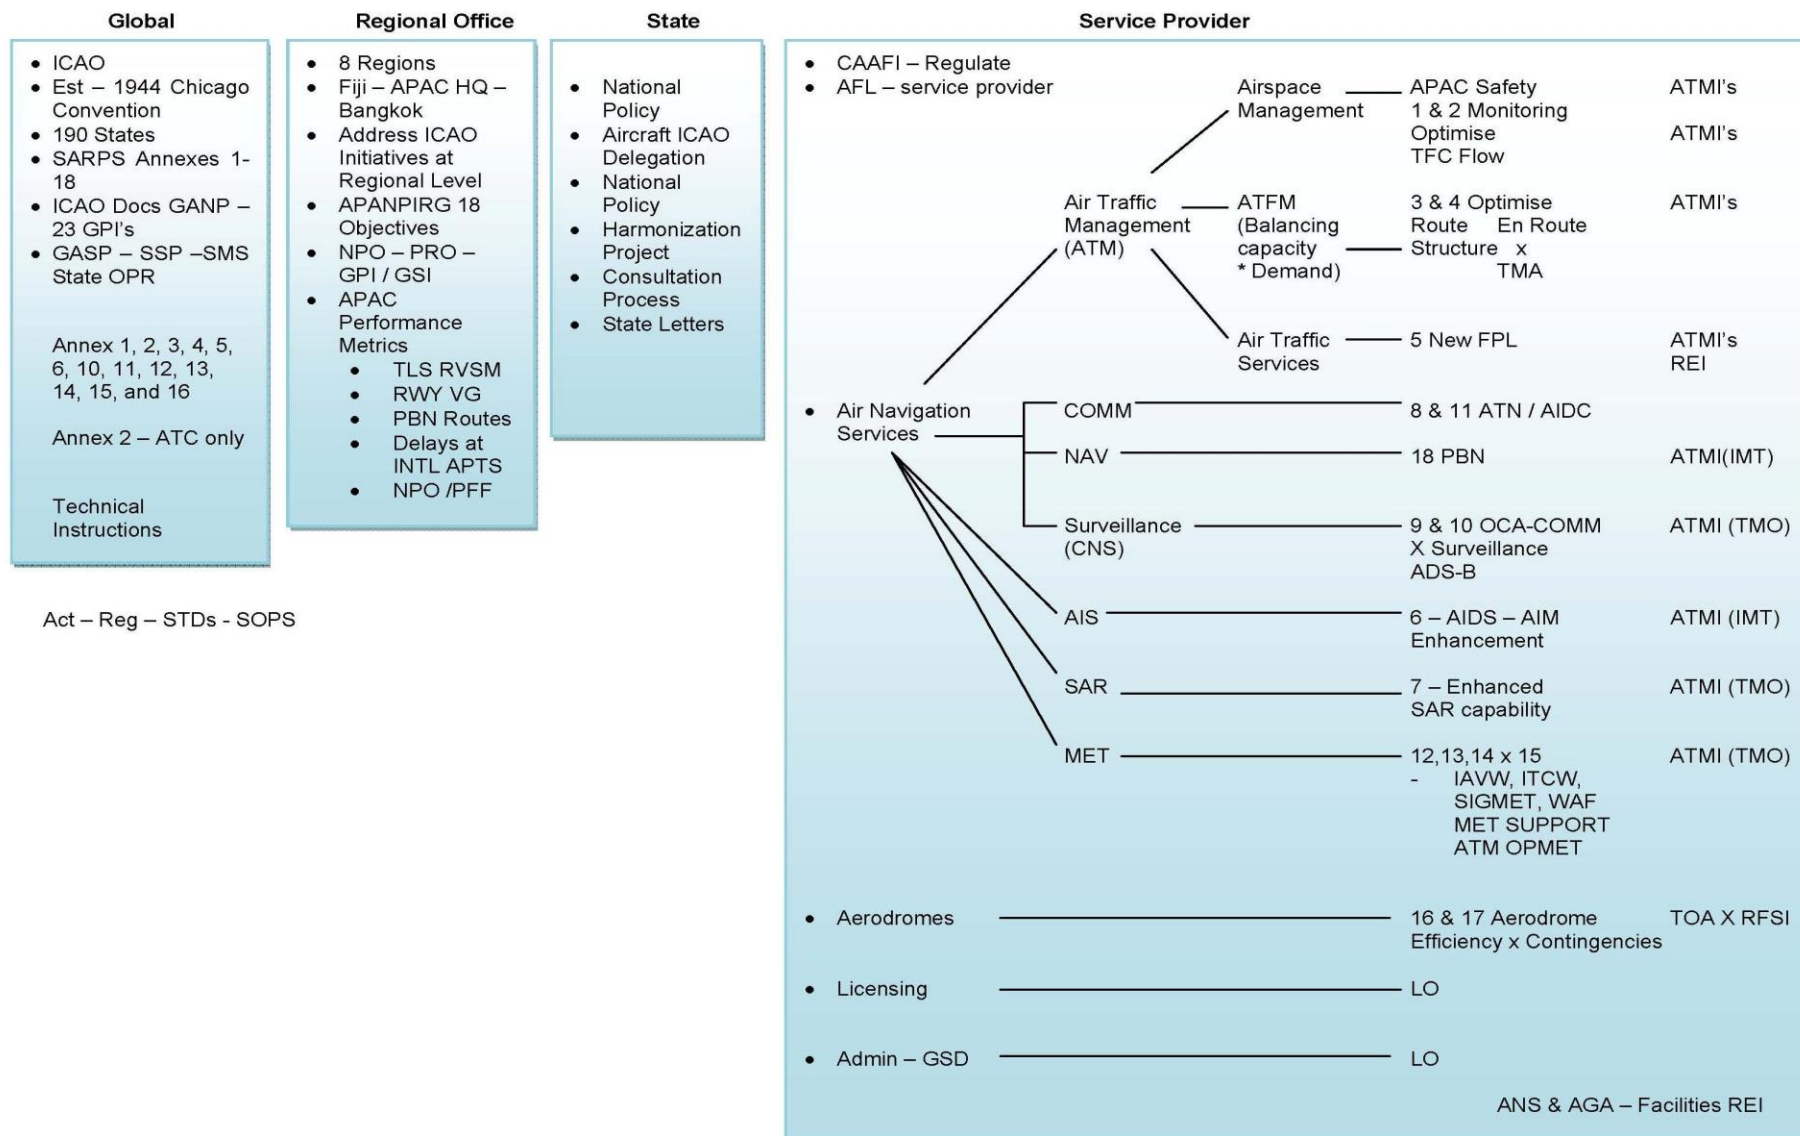 Global
• ICAO
• Est – 1944 Chicago
Convention
• 190 States
• SARPS Annexes 1-
18
• ICAO Docs GANP –
23 GPI's
• GASP – SSP –SMS
State OPR
Annex 1, 2, 3, 4, 5,
6, 10, 11, 12, 13,
14, 15, and 16
Annex 2 – ATC only
Technical
Instructions
Act – Reg – STDs - SOPS
Regional Office
• 8 Regions
• Fiji – APAC HQ –
Bangkok
• Address ICAO
Initiatives at
Regional Level
• APANPIRG 18
Objectives
• NPO – PRO –
GPI / GSI
• APAC
Performance
Metrics
• TLS RVSM
• RWY VG
• PBN Routes
• Delays at
INTL APTS
• NPO /PFF
State
• National
Policy
• Aircraft ICAO
Delegation
• National
Policy
• Harmonization
Project
• Consultation
Process
• State Letters
Service Provider
• CAAFI – Regulate
• AFL – service provider
• Air Navigation
Services
Air Traffic
Management
(ATM)
Airspace
Management
APAC Safety
1 & 2 Monitoring
Optimise
TFC Flow
ATMI's
ATMI's
ATFM
(Balancing
capacity
* Demand)
3 & 4 Optimise
Route En Route
Structure x
TMA
ATMI's
Air Traffic
Services
5 New FPL
ATMI's
REI
COMM
8 & 11 ATN / AIDC
NAV
18 PBN
ATMI(IMT)
Surveillance
(CNS)
9 & 10 OCA-COMM
X Surveillance
ADS-B
ATMI (TMO)
AIS
6 – AIDS – AIM
Enhancement
ATMI (IMT)
SAR
7 – Enhanced
SAR capability
ATMI (TMO)
MET
12,13,14 x 15
- IAVW, ITCW,
SIGMET, WAF
MET SUPPORT
ATM OPMET
ATMI (TMO)
• Aerodromes
16 & 17 Aerodrome
Efficiency x Contingencies
TOA X RFSI
• Licensing
LO
• Admin – GSD
LO
ANS & AGA – Facilities REI